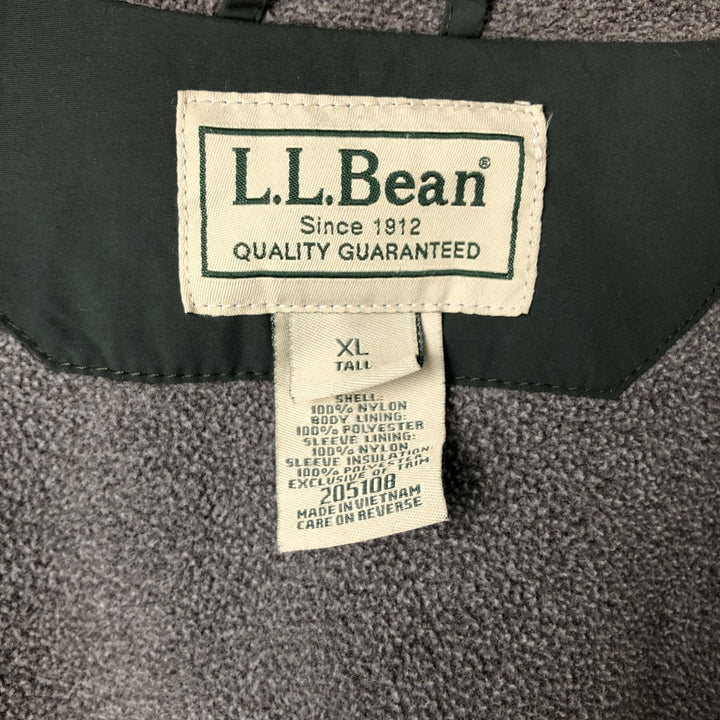 L.L.Bean®
Since 1912
QUALITY GUARANTEED
XL
TALL
SHELL:
100% NYLON
BODY LINING:
100% POLYESTER
SLEEVE LINING:
100% NYLON
SLEEVE INSULATION:
100% POLYESTER
EXCLUSIVE OF TRIM
205108
MADE IN VIETNAM
CARE ON REVERSE